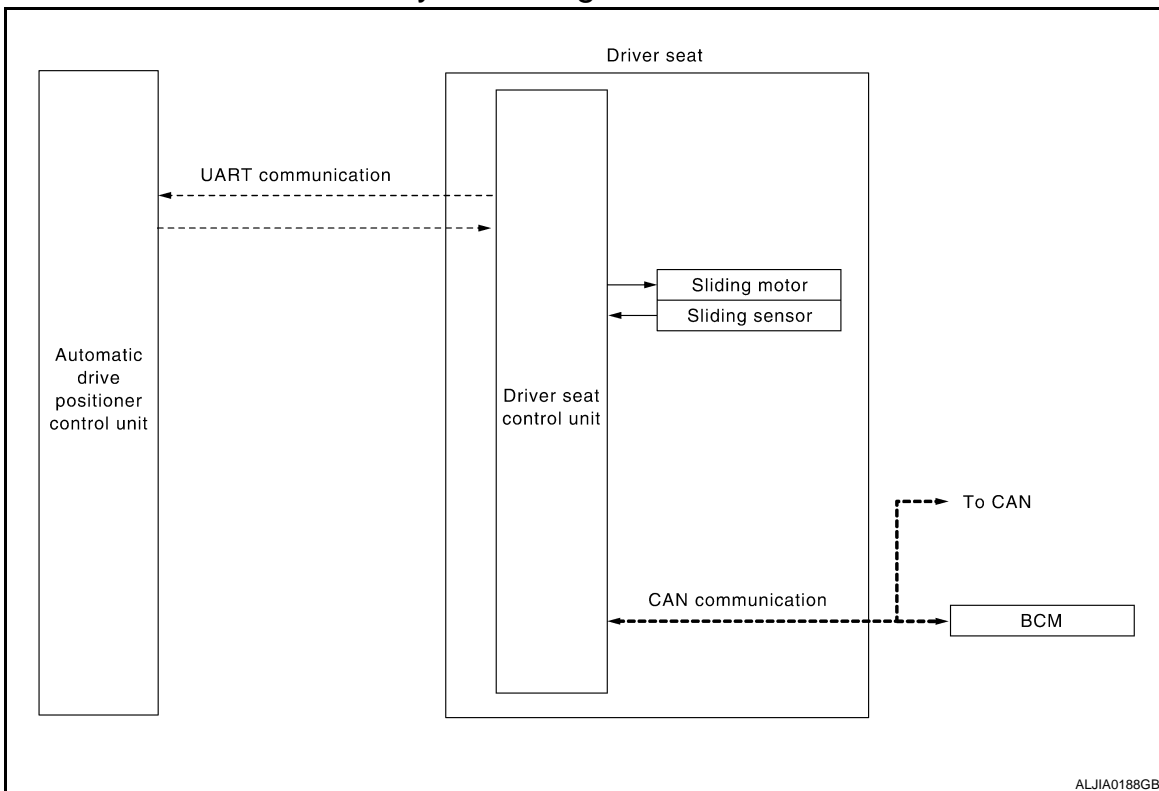 Driver seat
UART communication
Sliding motor
Sliding sensor
Automatic
drive
positioner
control unit
Driver seat
control unit
To CAN
CAN communication
BCM
ALJIA0188GB